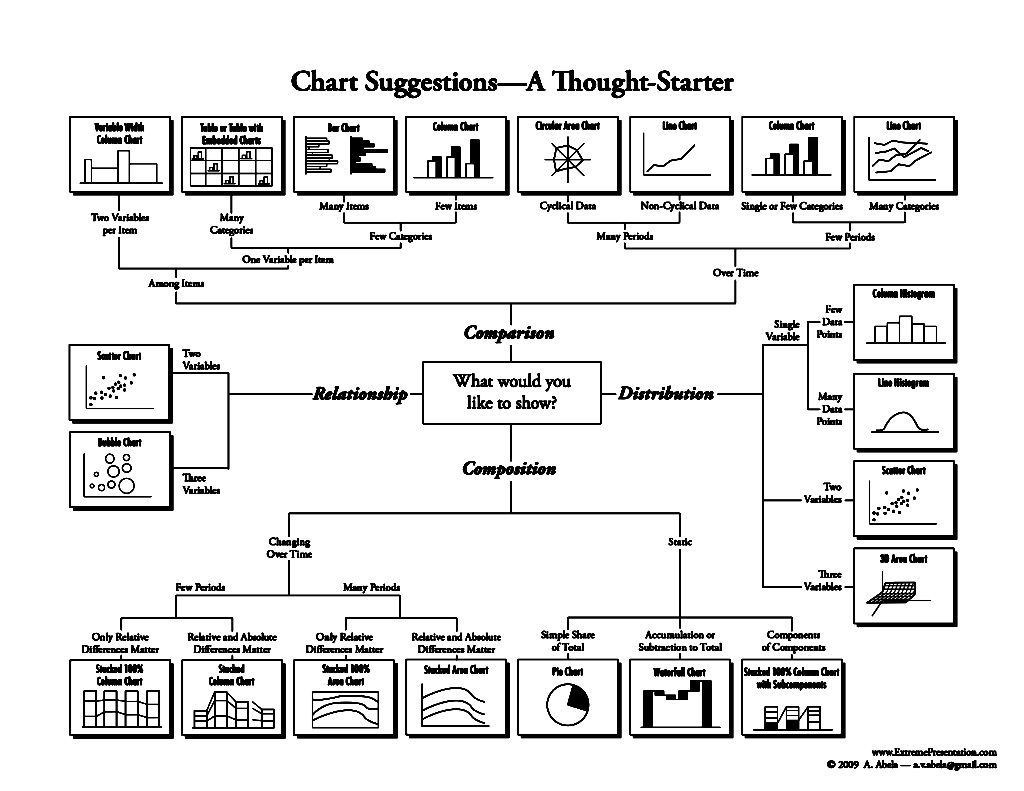 Chart Suggestions—A Thought-Starter
Variable Width
Column Chart
Table or Table with
Embedded Charts
Bar Chart
Column Chart
Circular Area Chart
Line Chart
Column Chart
Line Chart
Two Variables
per Item
Many
Categories
Many Items
Few Items
Cyclical Data
Non-Cyclical Data
Single or Few Categories
Many Categories
Few Categories
Many Periods
Few Periods
One Variable per Item
Among Items
Over Time
Comparison
What would you
like to show?
Relationship
Two
Variables
Scatter Chart
Bubble Chart
Three
Variables
Distribution
Single
Variable
Few
Data
Points
Column Histogram
Many
Data
Points
Line Histogram
Two
Variables
Scatter Chart
Three
Variables
3D Area Chart
Composition
Changing
Over Time
Static
Few Periods
Many Periods
Only Relative
Differences Matter
Relative and Absolute
Differences Matter
Only Relative
Differences Matter
Relative and Absolute
Differences Matter
Simple Share
of Total
Accumulation or
Subtraction to Total
Components
of Components
Stacked 100%
Column Chart
Stacked
Column Chart
Stacked 100%
Area Chart
Stacked Area Chart
Pie Chart
Waterfall Chart
Stacked 100% Column Chart
with Subcomponents
www.ExtremePresentation.com
© 2009 A. Abela — a.v.abela@gmail.com